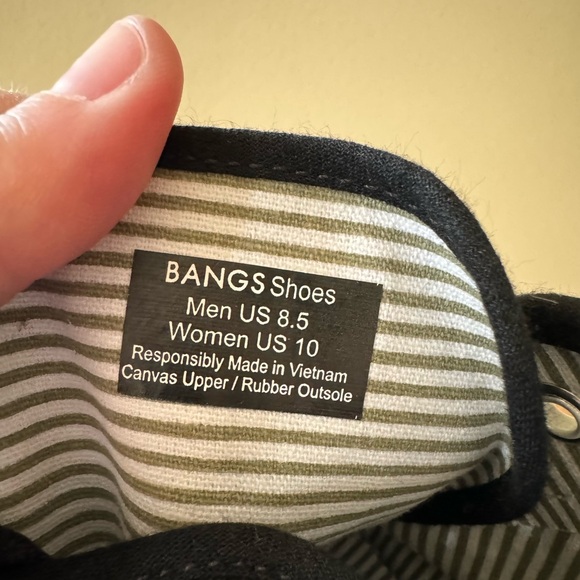 BANGS Shoes
Men US 8.5
Women US 10
Responsibly Made in Vietnam
Canvas Upper / Rubber Outsole